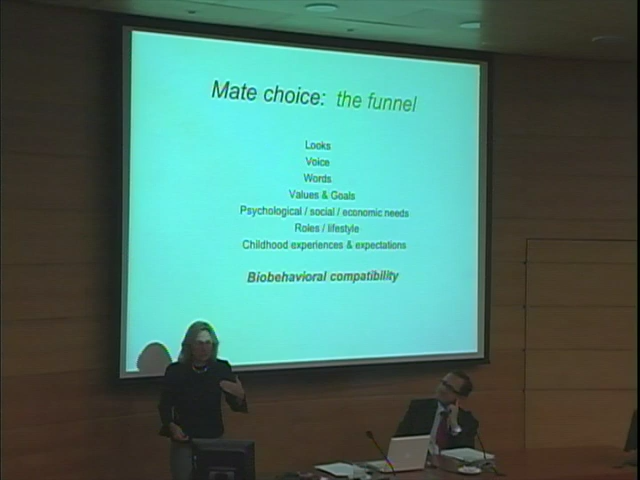 Mate choice: the funnel
Looks
Voice
Words
Values & Goals
Psychological / social / economic needs
Roles / lifestyle
Childhood experiences & expectations
Biobehavioral compatibility